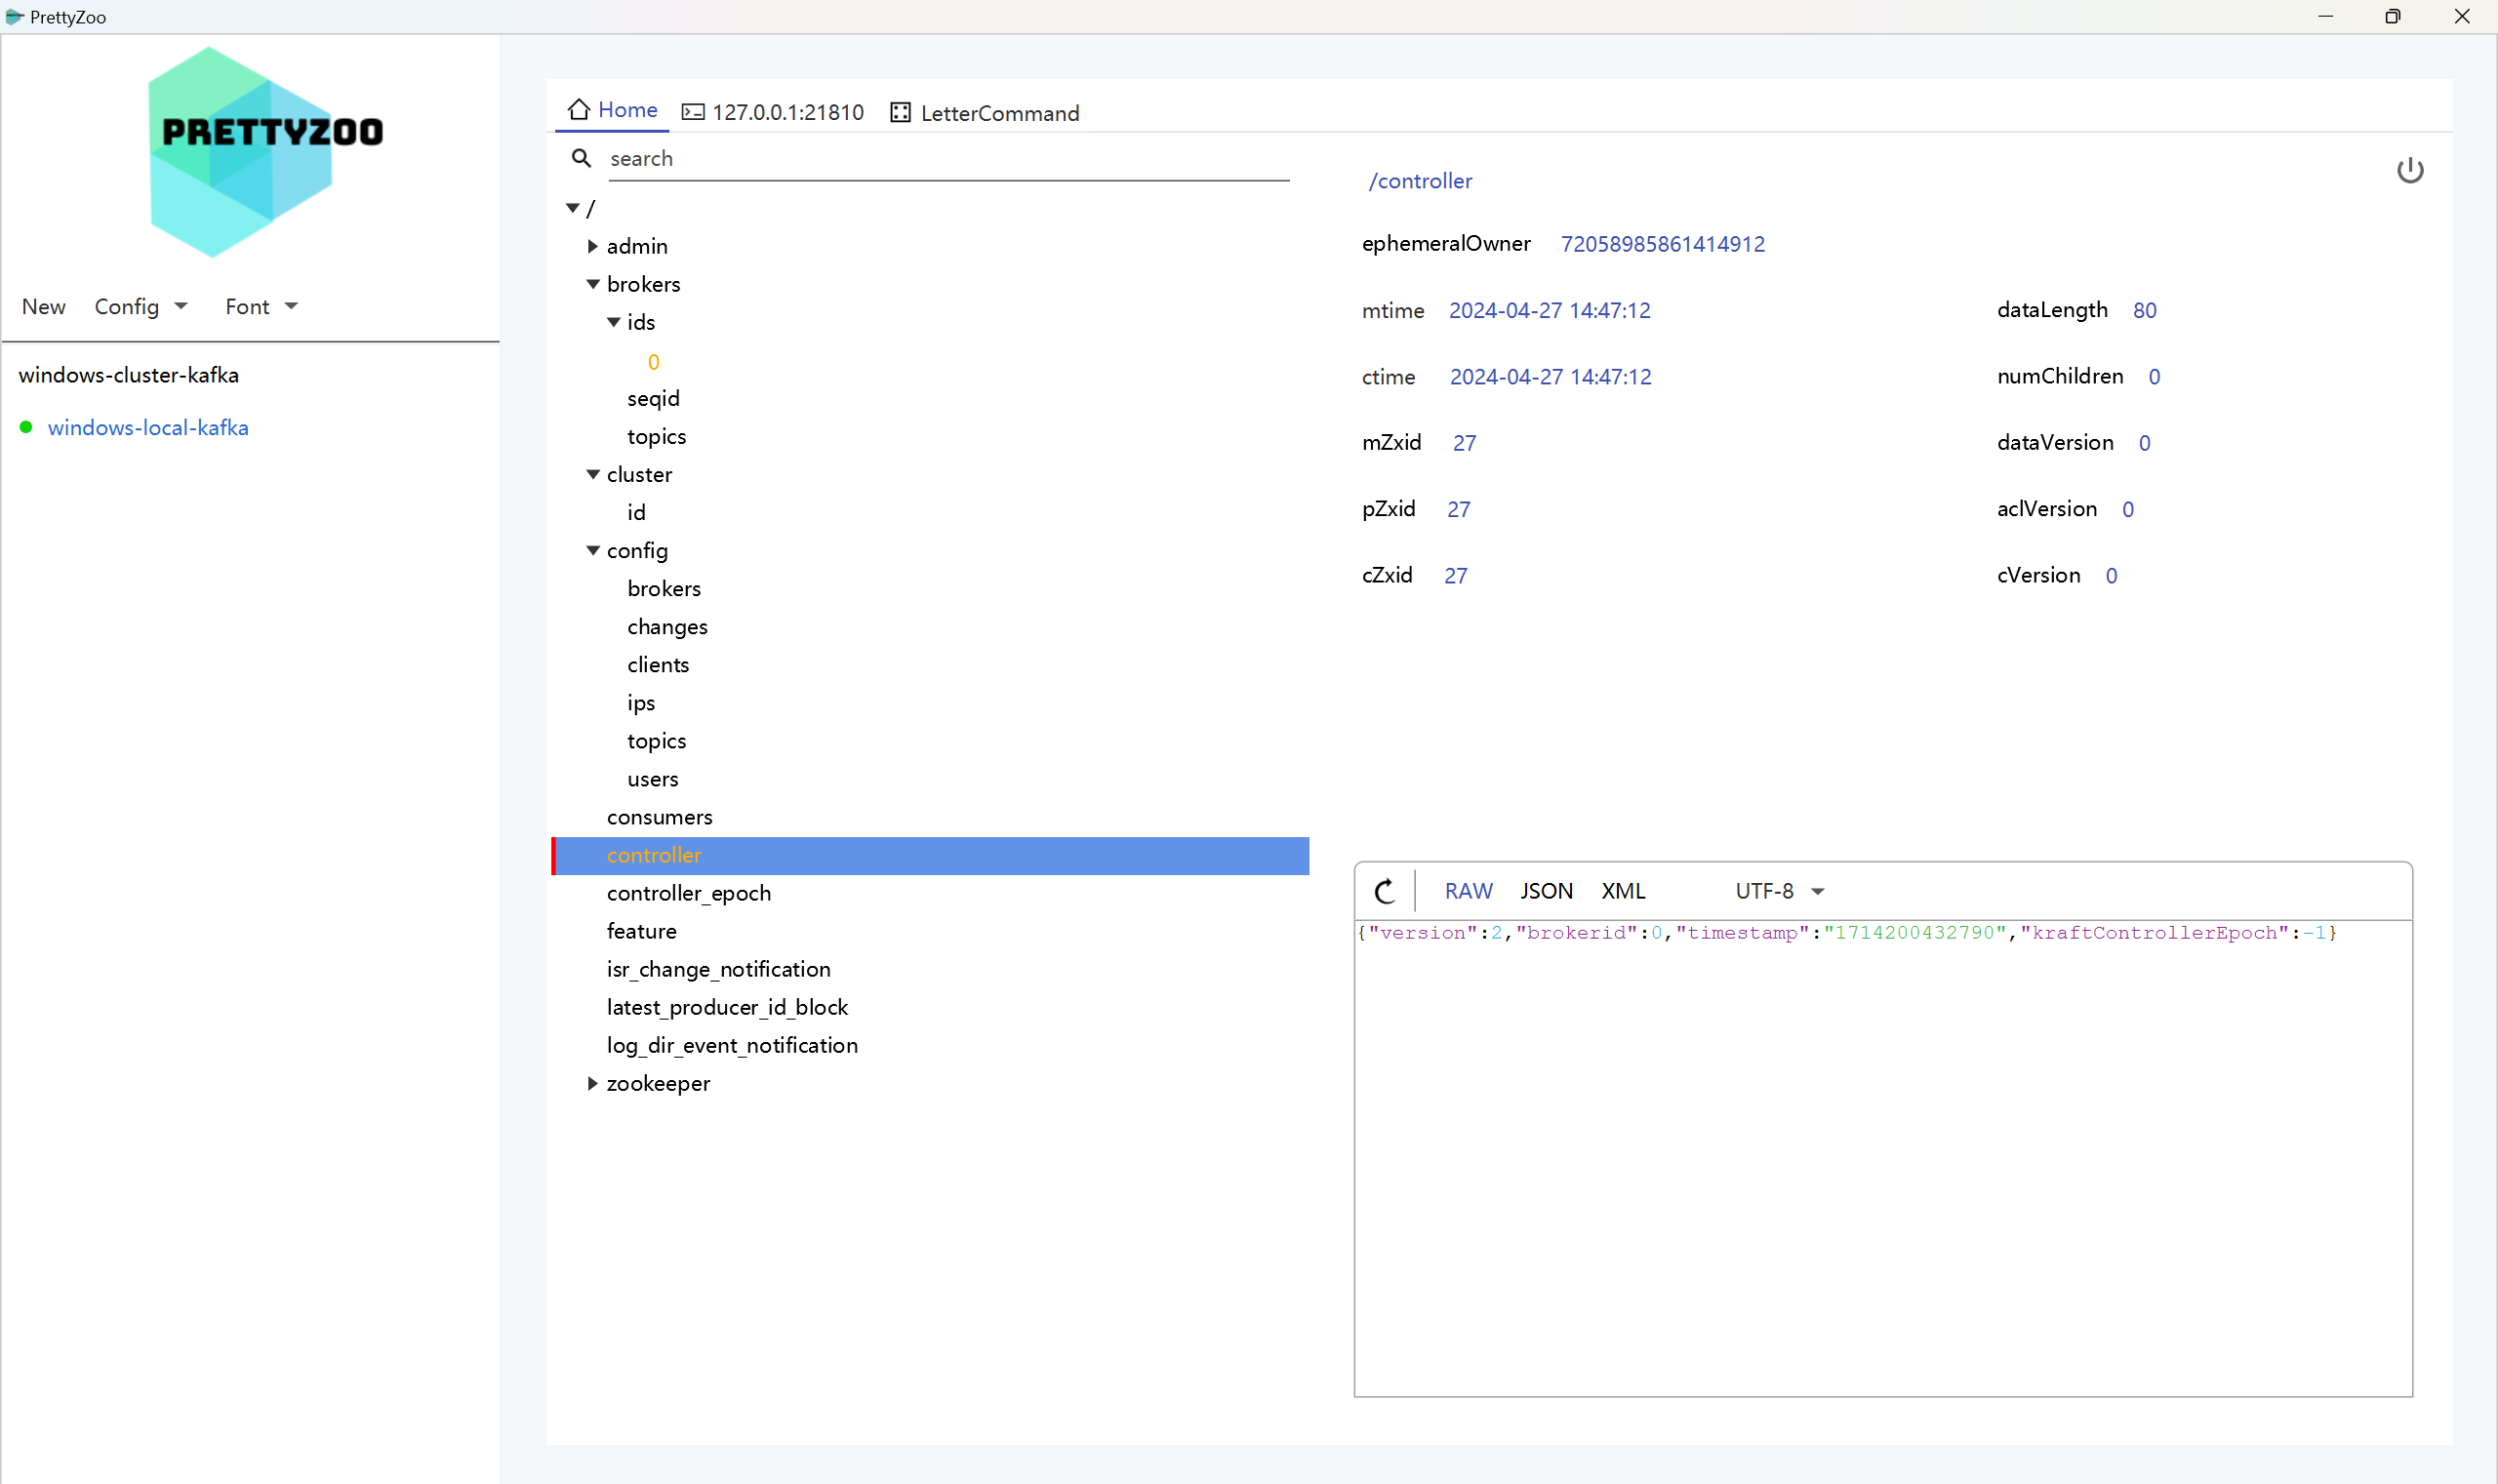 PrettyZoo
PRETTYZOO
New Config Font
windows-cluster-kafka
windows-local-kafka
Home 127.0.0.1:21810 LetterCommand
search
/
admin
brokers
ids
0
seqid
topics
cluster
id
config
brokers
changes
clients
ips
topics
users
consumers
controller
controller_epoch
feature
isr_change_notification
latest_producer_id_block
log_dir_event_notification
zookeeper
/controller
ephemeralOwner 72058985861414912
mtime 2024-04-27 14:47:12 dataLength 80
ctime 2024-04-27 14:47:12 numChildren 0
mZxid 27 dataVersion 0
pZxid 27 aclVersion 0
cZxid 27 cVersion 0
RAW JSON XML UTF-8
{"version":2,"brokerid":0,"timestamp":"1714200432790","kraftControllerEpoch":-1}